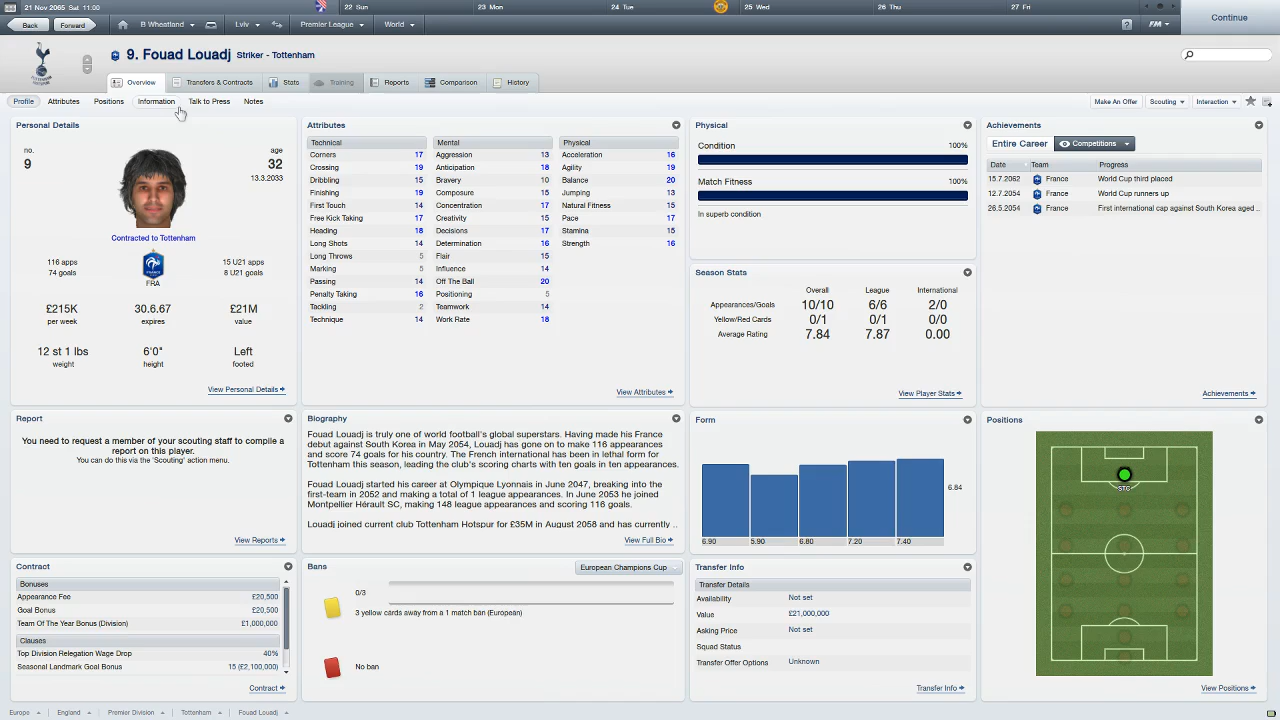 21 Nov 2065 Sat 11:00
22 Sun
23 Mon
24 Tue
25 Wed
26 Thu
27 Fri
Back
Forward
B Wheatland
Lviv
Premier League
World
?
FM
Continue
9. Fouad Louadj Striker - Tottenham
Overview
Transfers & Contracts
Stats
Training
Reports
Comparison
History
Profile
Attributes
Positions
Information
Talk to Press
Notes
Make An Offer
Scouting
Interaction
Personal Details
no.
9
age
32
13.3.2033
Contracted to Tottenham
116 apps
74 goals
FRANCE
FRA
15 U21 apps
8 U21 goals
£215K
per week
30.6.67
expires
£21M
value
12 st 1 lbs
weight
6'0"
height
Left
footed
View Personal Details
Attributes
Technical
Corners 17
Crossing 19
Dribbling 15
Finishing 19
First Touch 14
Free Kick Taking 17
Heading 18
Long Shots 14
Long Throws 5
Marking 5
Passing 14
Penalty Taking 16
Tackling 2
Technique 14
Mental
Aggression 13
Anticipation 18
Bravery 10
Composure 15
Concentration 17
Creativity 15
Decisions 17
Determination 16
Flair 15
Influence 14
Off The Ball 20
Positioning 5
Teamwork 14
Work Rate 18
Physical
Acceleration 16
Agility 19
Balance 20
Jumping 13
Natural Fitness 15
Pace 17
Stamina 15
Strength 16
View Attributes
Physical
Condition 100%
Match Fitness 100%
In superb condition
Season Stats
Overall League International
Appearances/Goals 10/10 6/6 2/0
Yellow/Red Cards 0/1 0/1 0/0
Average Rating 7.84 7.87 0.00
View Player Stats
Achievements
Entire Career
Competitions
Date Team Progress
15.7.2062 France World Cup third placed
12.7.2054 France World Cup runners up
26.5.2054 France First international cap against South Korea aged ..
Achievements
Report
You need to request a member of your scouting staff to compile a
report on this player.
You can do this via the 'Scouting' action menu.
View Reports
Biography
Fouad Louadj is truly one of world football's global superstars. Having made his France
debut against South Korea in May 2054, Louadj has gone on to make 116 appearances
and score 74 goals for his country. The French international has been in lethal form for
Tottenham this season, leading the club's scoring charts with ten goals in ten appearances.
Fouad Louadj started his career at Olympique Lyonnais in June 2047, breaking into the
first-team in 2052 and making a total of 1 league appearances. In June 2053 he joined
Montpellier Hérault SC, making 148 league appearances and scoring 116 goals.
Louadj joined current club Tottenham Hotspur for £35M in August 2058 and has currently ..
View Full Bio
Form
6.84
6.90 5.90 6.80 7.20 7.40
Positions
STC
View Positions
Contract
Bonuses
Appearance Fee £20,500
Goal Bonus £20,500
Team Of The Year Bonus (Division) £1,000,000
Clauses
Top Division Relegation Wage Drop 40%
Seasonal Landmark Goal Bonus 15 (£2,100,000)
Contract
Bans
European Champions Cup
0/3
3 yellow cards away from a 1 match ban (European)
No ban
Transfer Info
Transfer Details
Availability Not set
Value £21,000,000
Asking Price Not set
Squad Status
Transfer Offer Options Unknown
Transfer Info
Europe
England
Premier Division
Tottenham
Fouad Louadj